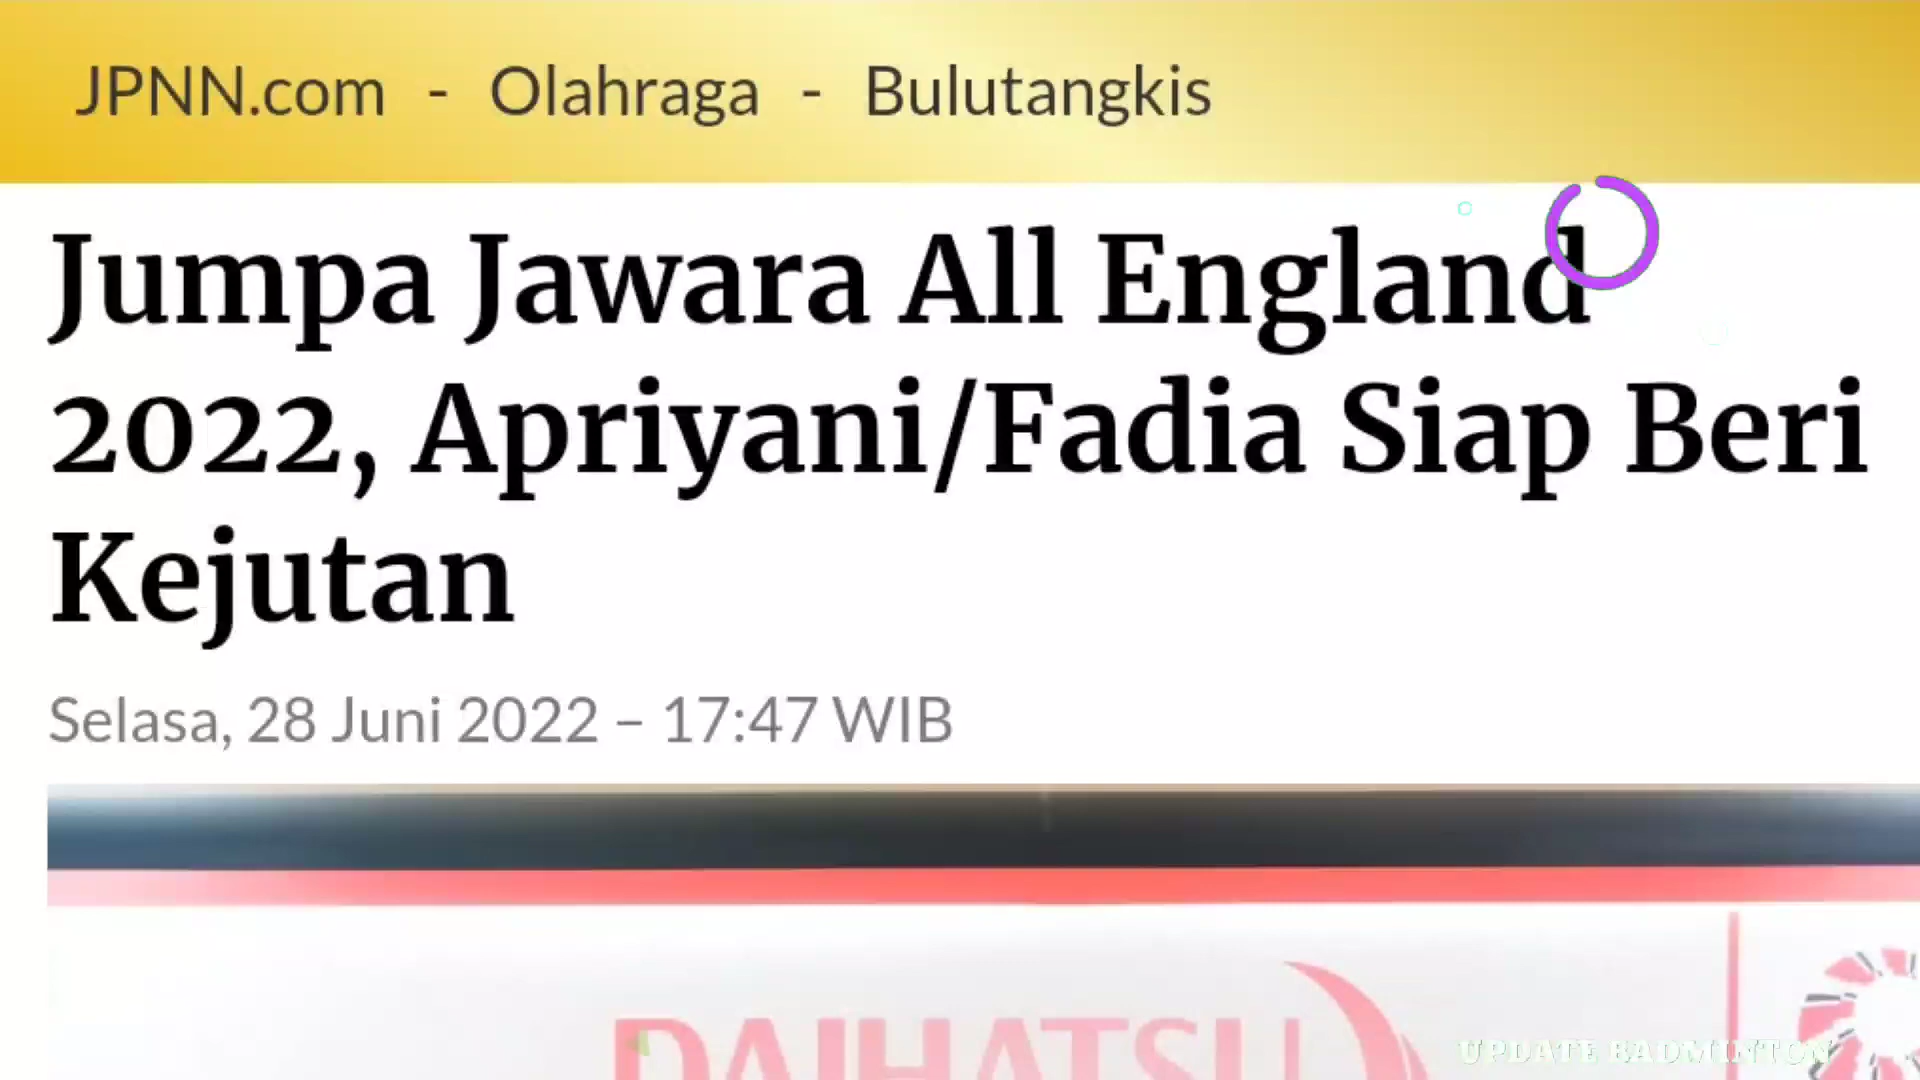 JPNN.com - Olahraga - Bulutangkis
Jumpa Jawara All England
2022, Apriyani/Fadia Siap Beri
Kejutan
Selasa, 28 Juni 2022 – 17:47 WIB
DAIHATSU
UPDATE BADMINTON